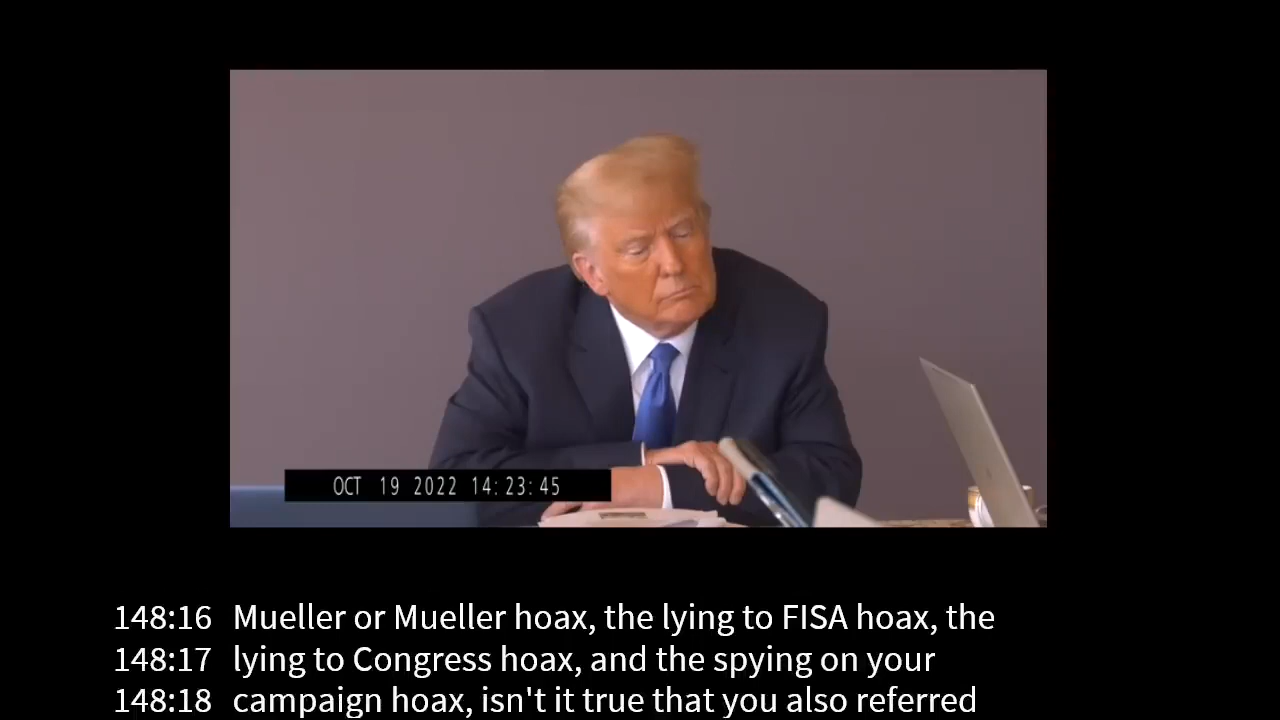 OCT 19 2022 14:23:45
148:16 Mueller or Mueller hoax, the lying to FISA hoax, the
148:17 lying to Congress hoax, and the spying on your
148:18 campaign hoax, isn't it true that you also referred